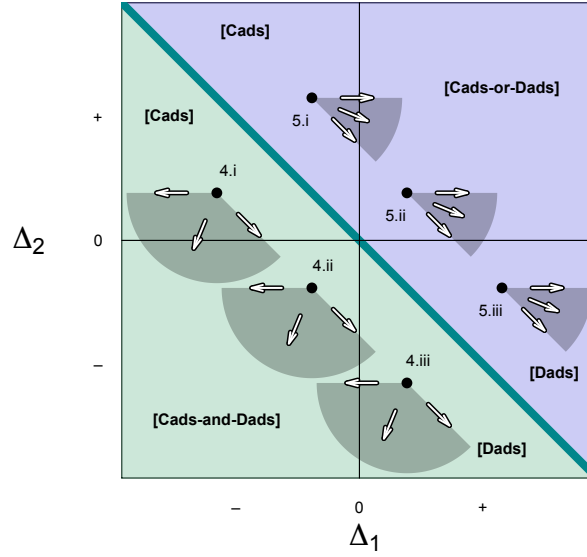 [Cads]
[Cads-or-Dads]
+
[Cads]
5.i
4.i
5.ii
Δ2
0
4.ii
5.iii
4.iii
–
[Dads]
[Cads-and-Dads]
[Dads]
– 0 +
Δ1